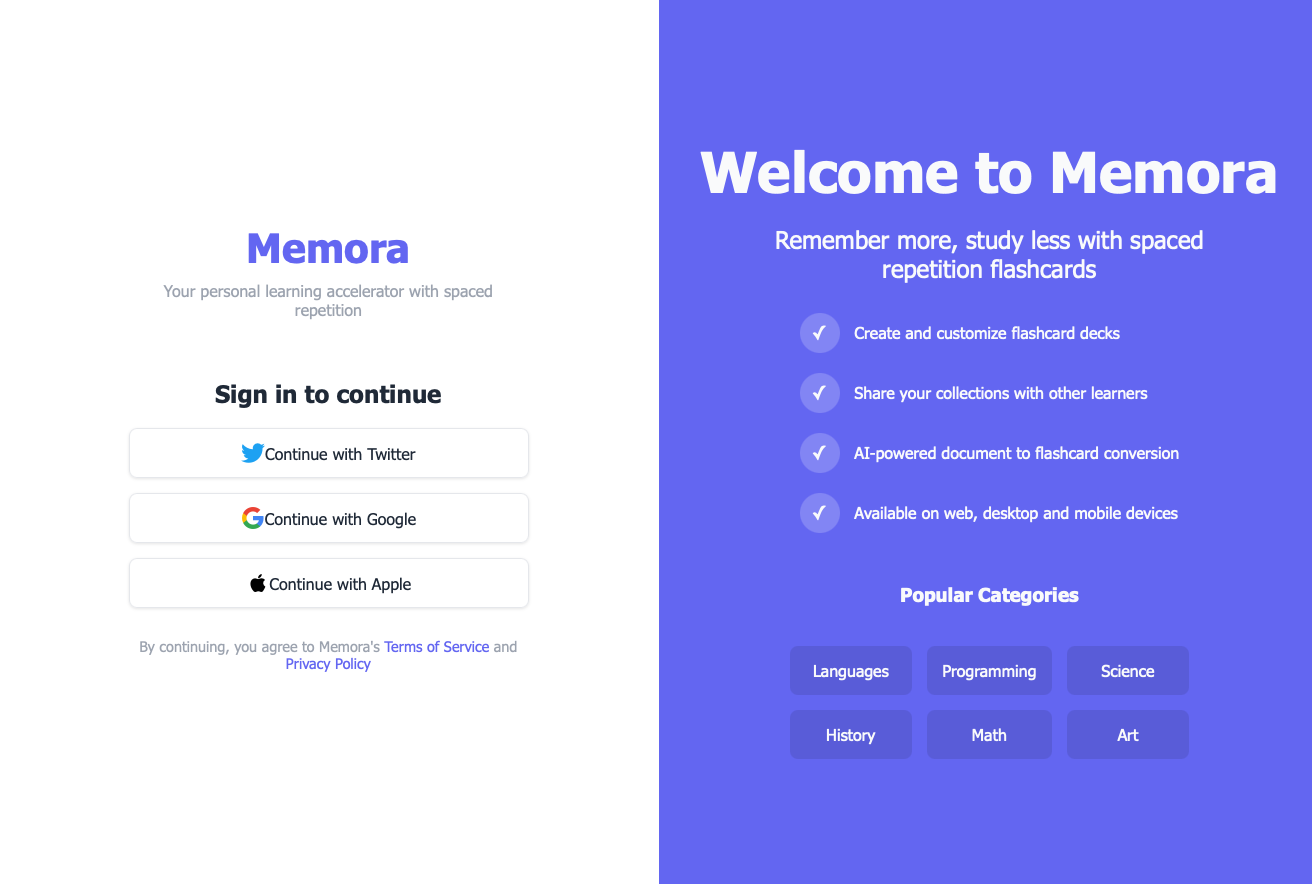 Memora
Your personal learning accelerator with spaced
repetition
Sign in to continue
Continue with Twitter
Continue with Google
Continue with Apple
By continuing, you agree to Memora's Terms of Service and
Privacy Policy
Welcome to Memora
Remember more, study less with spaced
repetition flashcards
✓ Create and customize flashcard decks
✓ Share your collections with other learners
✓ AI-powered document to flashcard conversion
✓ Available on web, desktop and mobile devices
Popular Categories
Languages Programming Science
History Math Art